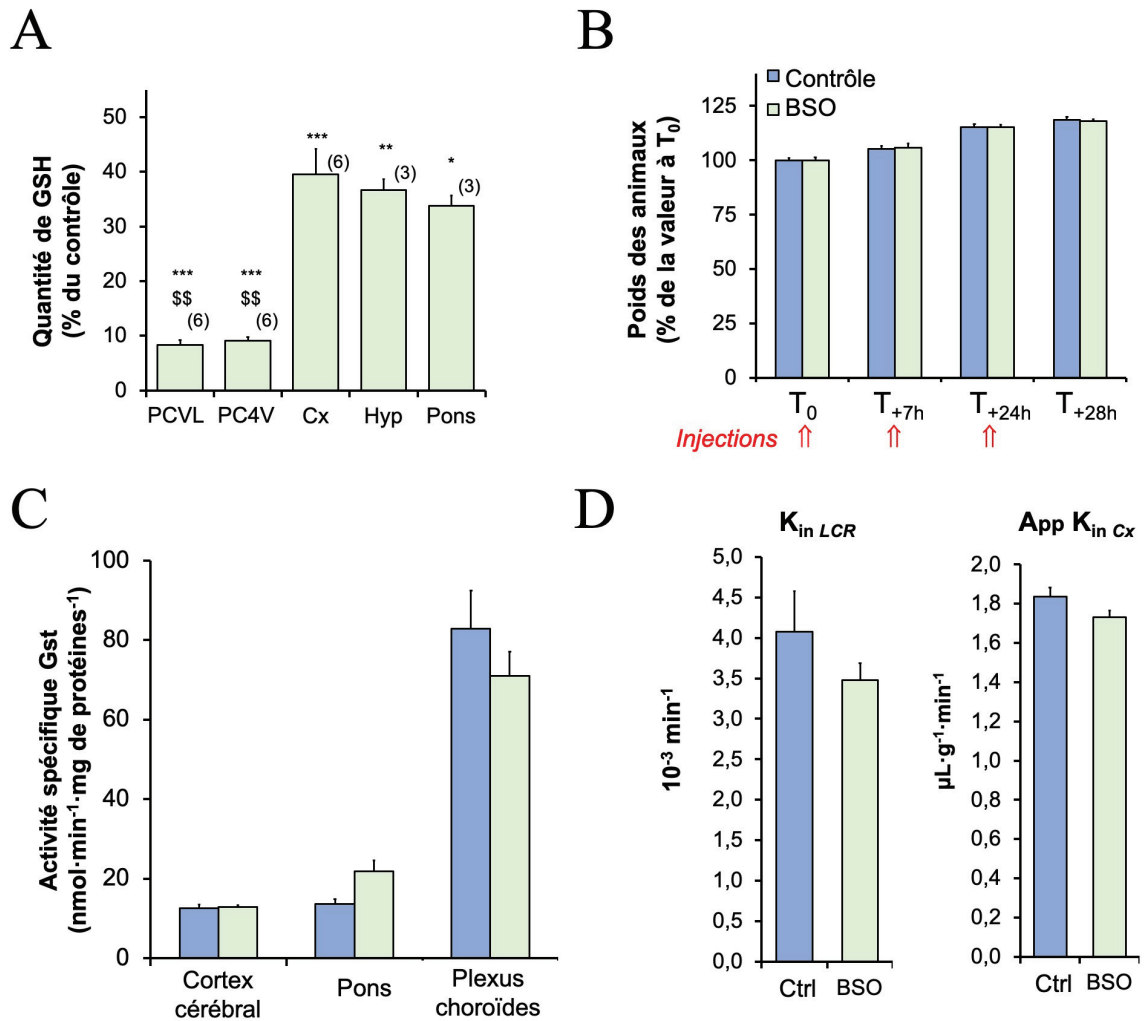 A
Quantité de GSH
(% du contrôle)
50
40
30
20
10
0
***
$$
(6)
***
$$
(6)
***
(6)
**
(3)
*
(3)
PCVL
PC4V
Cx
Hyp
Pons
B
Contrôle
BSO
Poids des animaux
(% de la valeur à T0)
125
100
75
50
25
0
T0
T+7h
T+24h
T+28h
Injections ⇑ ⇑ ⇑
C
Activité spécifique Gst
(nmol·min-1·mg de protéines-1)
100
80
60
40
20
0
Cortex
cérébral
Pons
Plexus
choroïdes
D
Kin LCR
10-3 min-1
5,0
4,5
4,0
3,5
3,0
2,5
2,0
1,5
1,0
0,5
0,0
Ctrl
BSO
App Kin Cx
µL·g-1·min-1
2,0
1,8
1,6
1,4
1,2
1,0
0,8
0,6
0,4
0,2
0,0
Ctrl
BSO